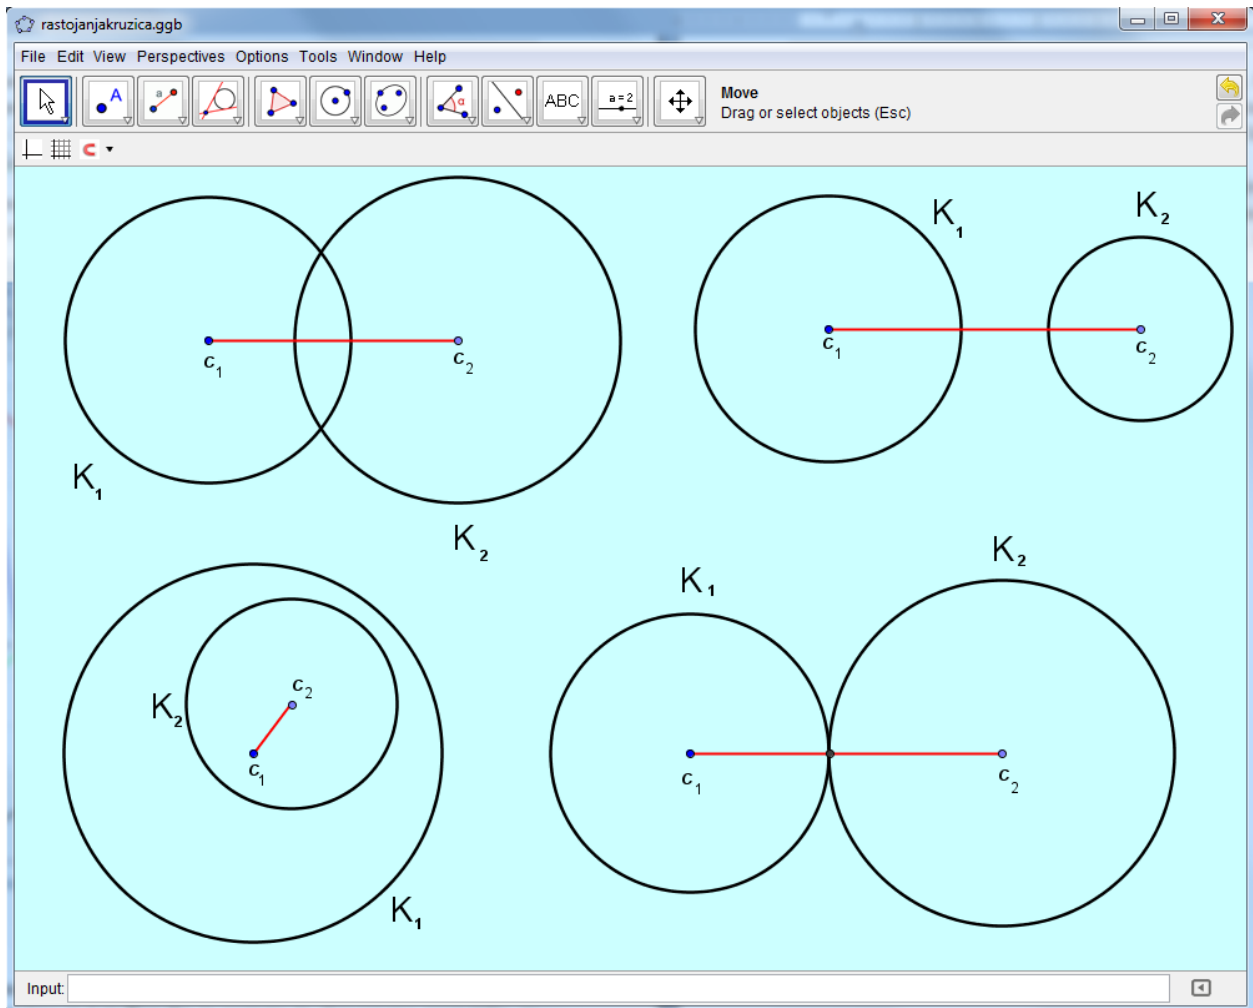 rastojanjakruzica.ggb
File Edit View Perspectives Options Tools Window Help
A a α ABC a = 2
Move
Drag or select objects (Esc)
K₁ K₂
c₁ c₂
c₁ c₂
K₁
K₂
K₂
K₁
c₂
K₂
c₁
c₁ c₂
K₁
Input: